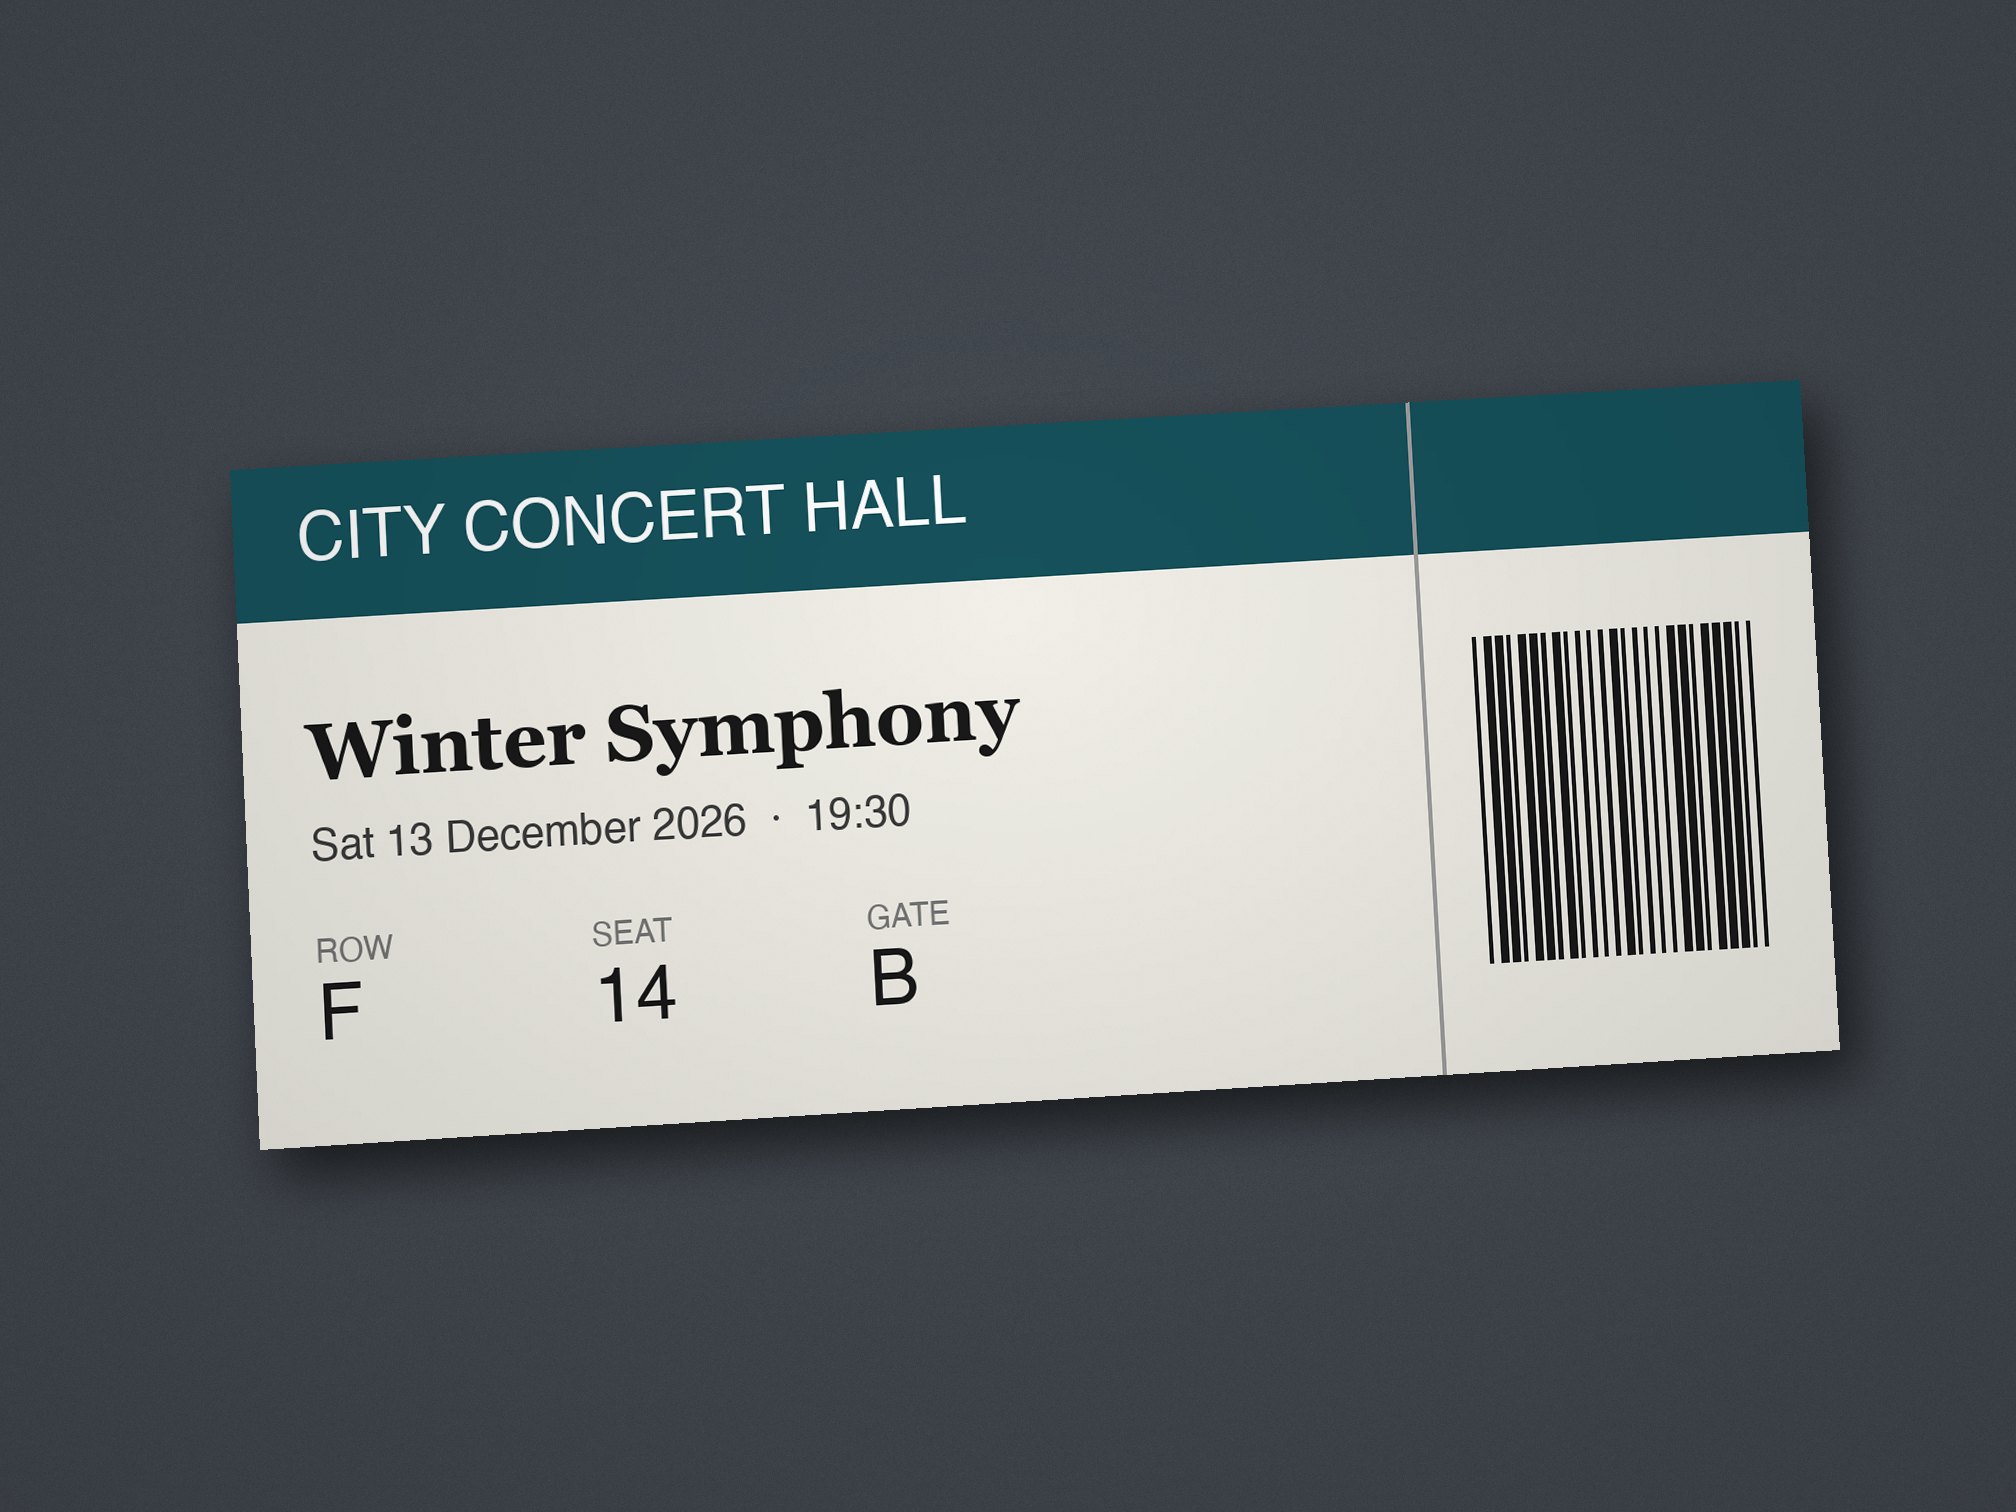 CITY CONCERT HALL
Winter Symphony
Sat 13 December 2026 · 19:30
ROW SEAT GATE
F 14 B